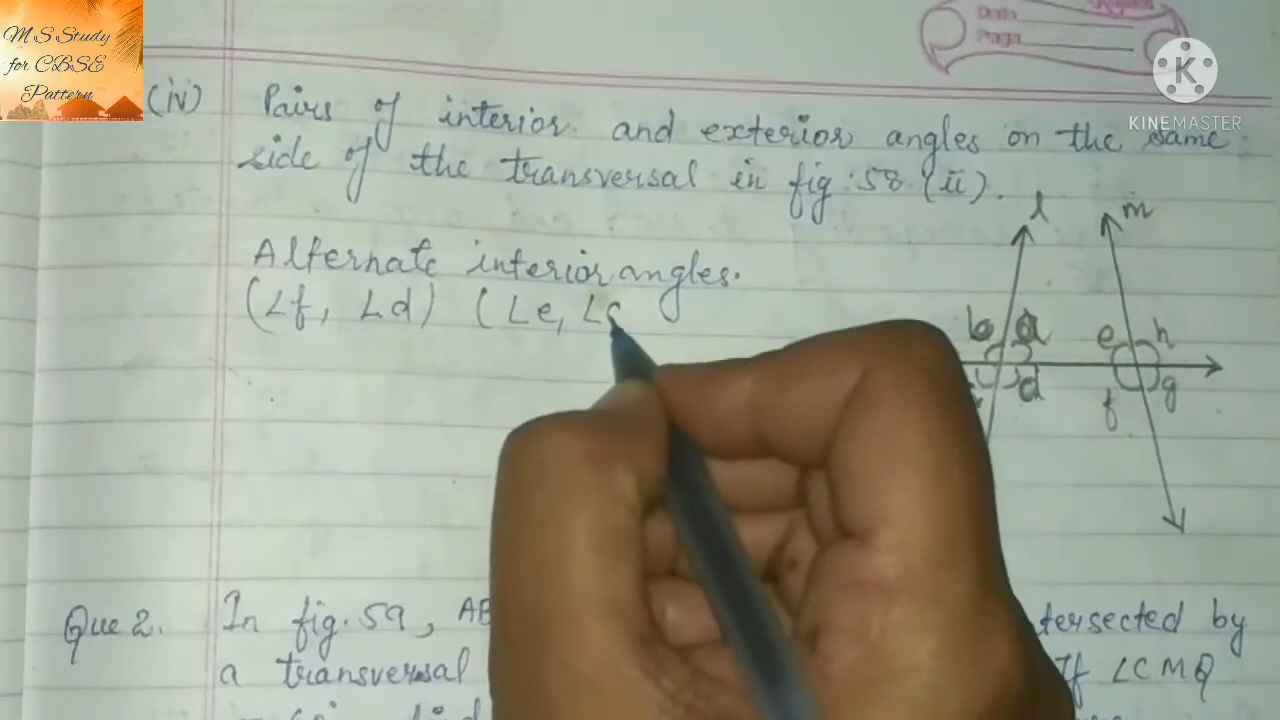 M S Study
for CBSE
Pattern
Date
Page
KINEMASTER
(iv) Pairs of interior and exterior angles on the same
side of the transversal in fig. 58 (ii).
l m
Alternate interior angles.
(∠f, ∠d) (∠e, ∠
b a e h
d f g
Que 2. In fig. 59, AB tersected by
a transversal If ∠CMQ